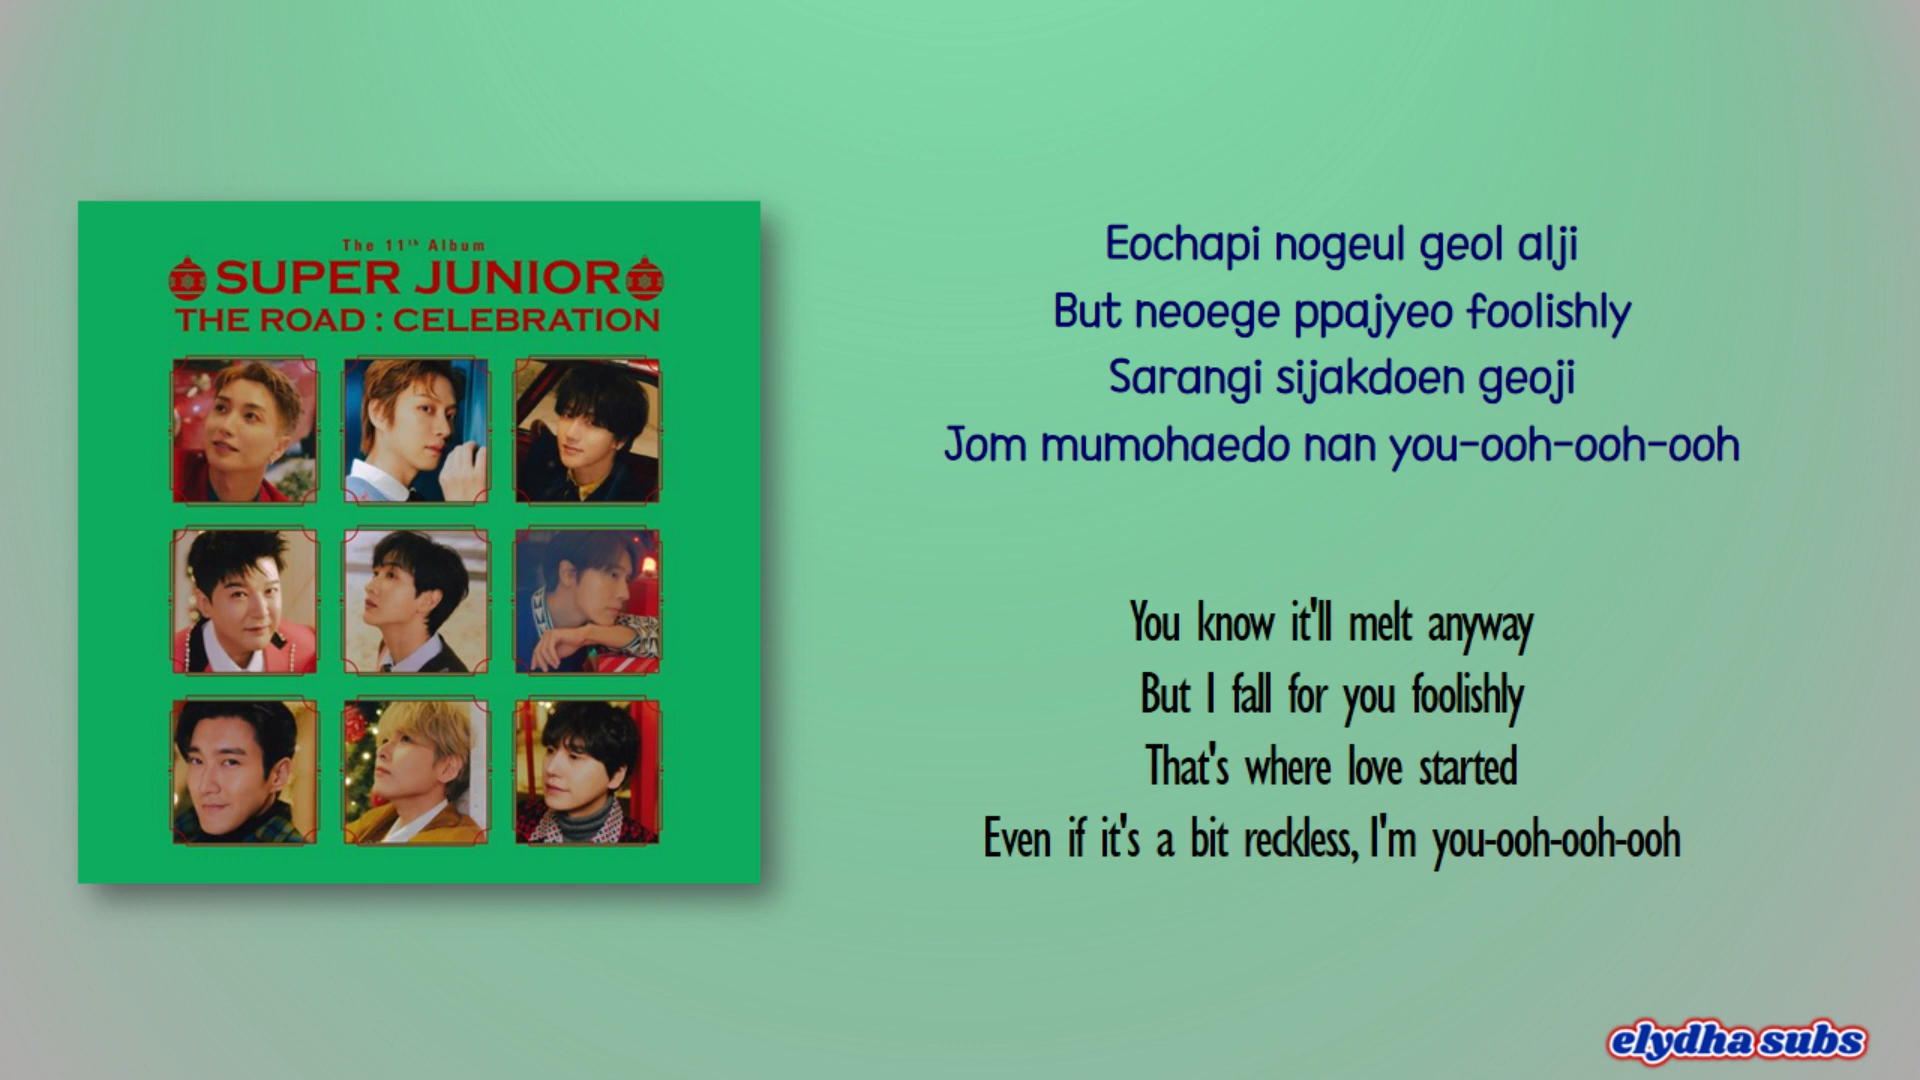 The 11th Album
SUPER JUNIOR
THE ROAD : CELEBRATION
Eochapi nogeul geol alji
But neoege ppajyeo foolishly
Sarangi sijakdoen geoji
Jom mumohaedo nan you-ooh-ooh-ooh
You know it'll melt anyway
But I fall for you foolishly
That's where love started
Even if it's a bit reckless, I'm you-ooh-ooh-ooh
elydha subs